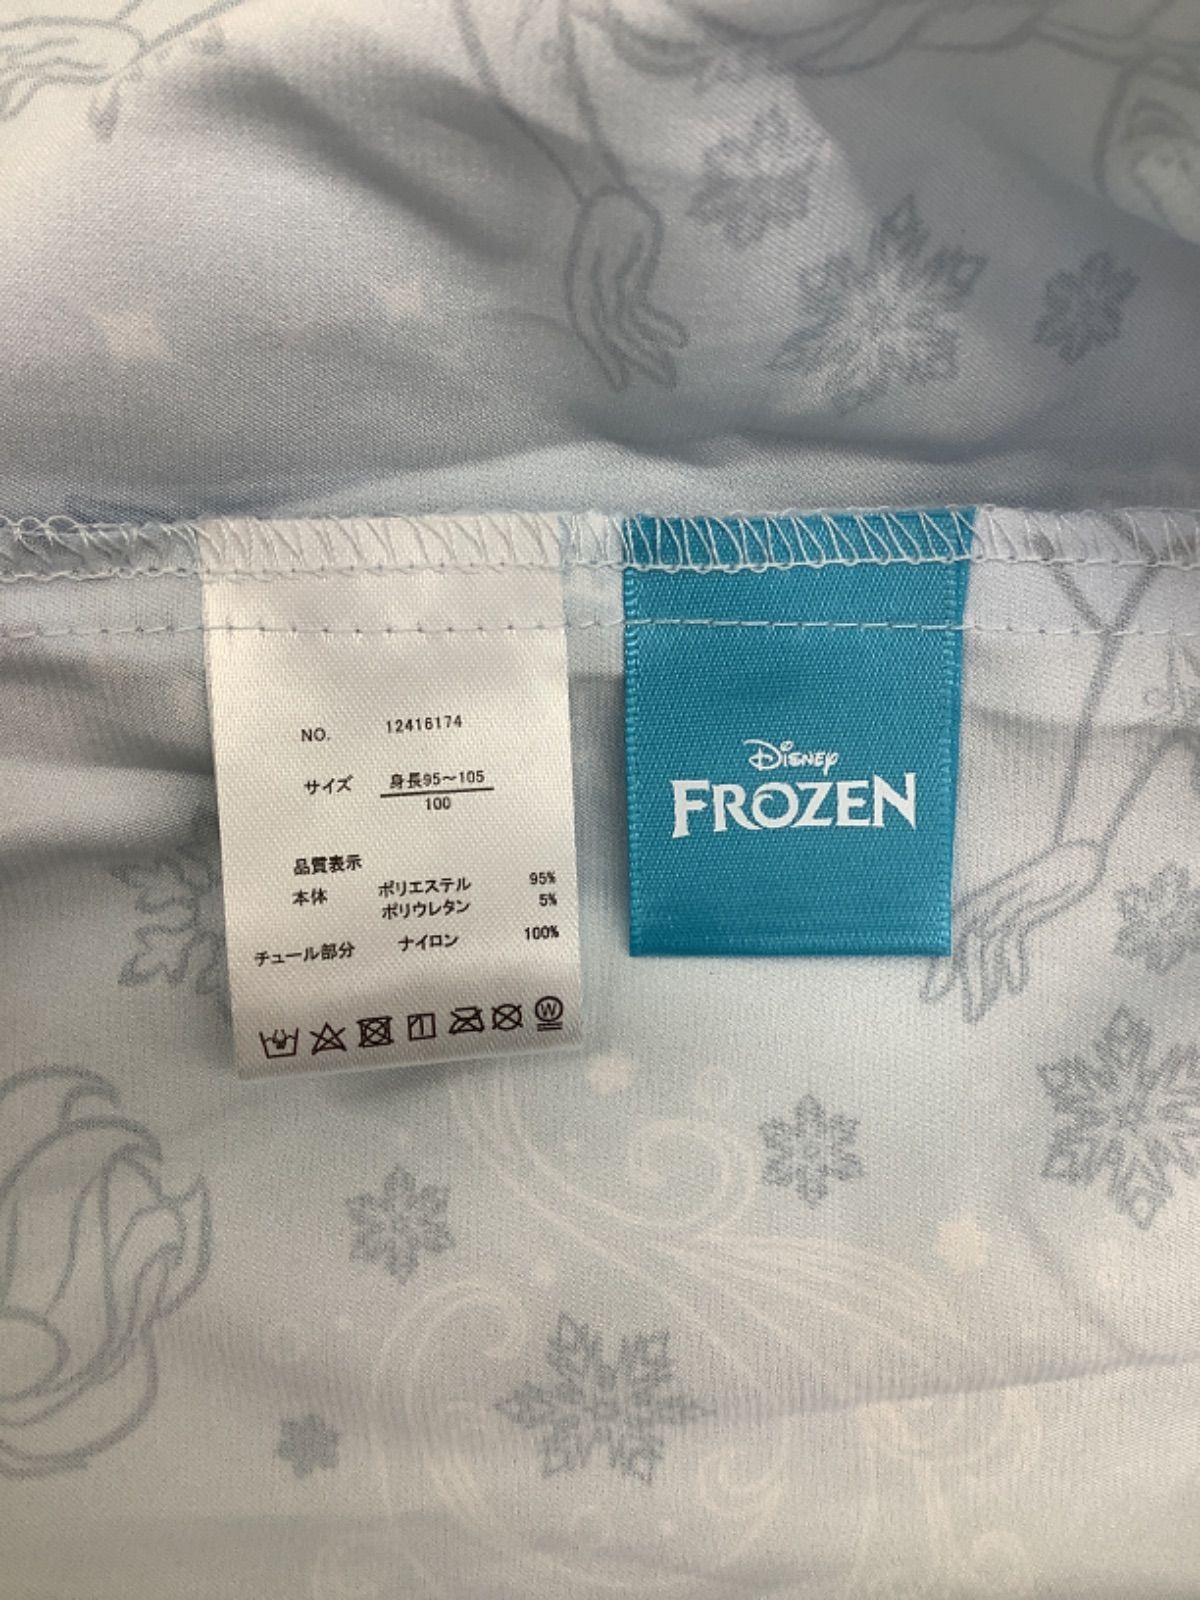 NO. 12416174
サイズ 身長95～105
100
品質表示
本体 ポリエステル 95%
ポリウレタン 5%
チュール部分 ナイロン 100%
W
Disney
FROZEN